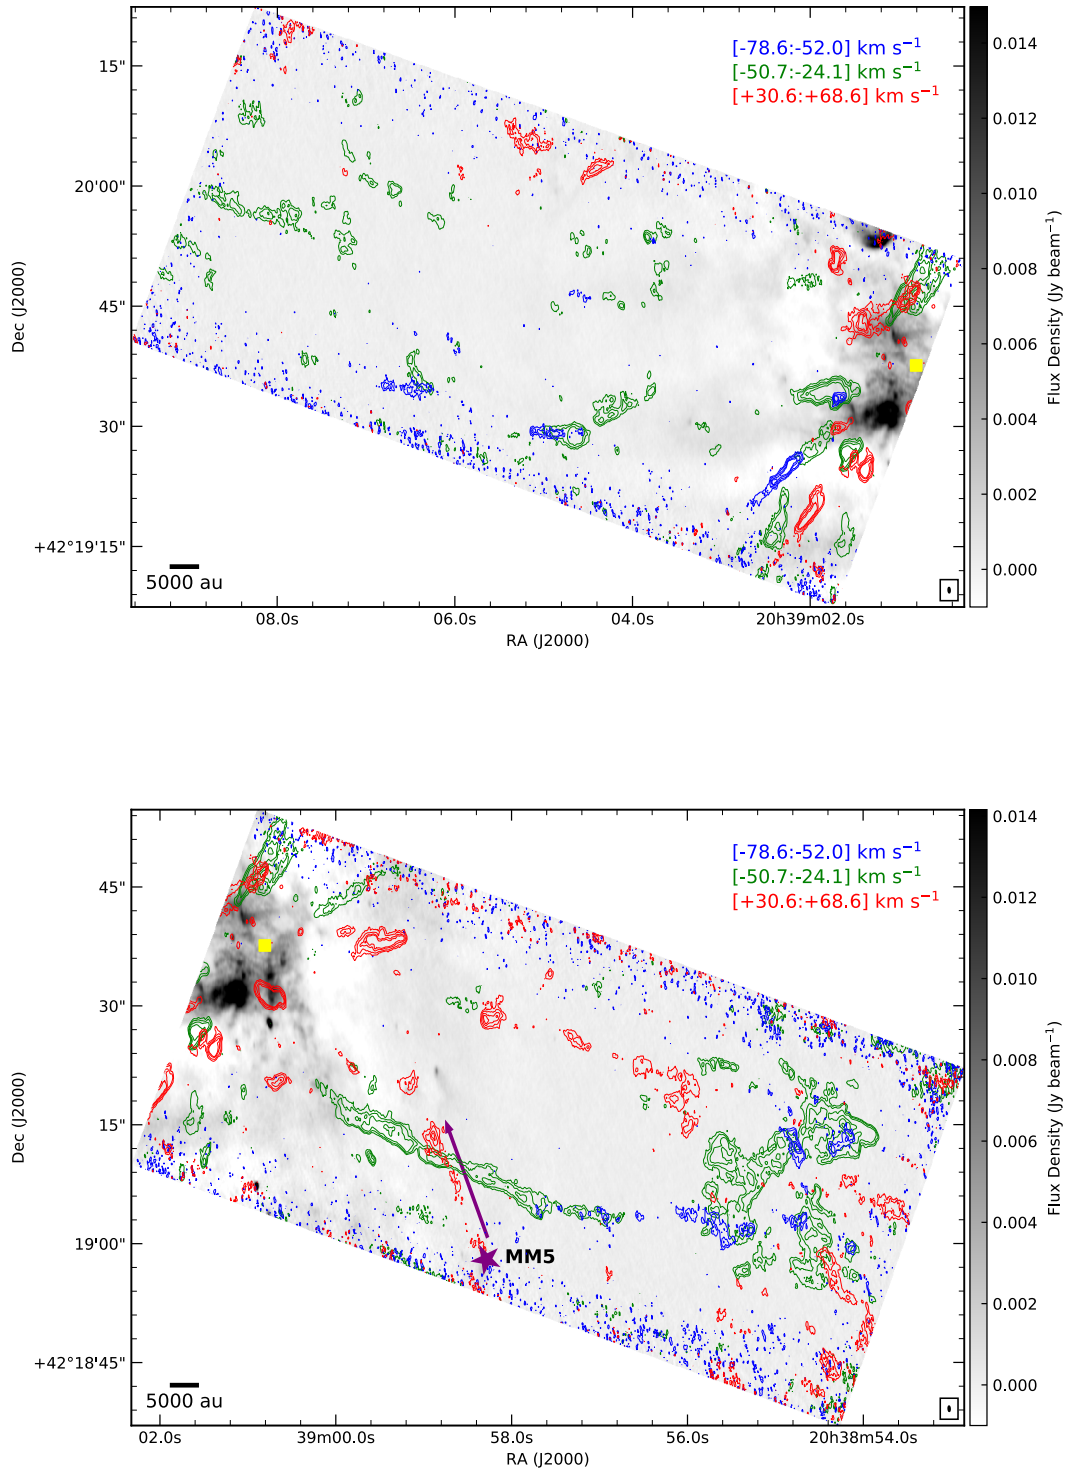 [-78.6:-52.0] km s⁻¹
[-50.7:-24.1] km s⁻¹
[+30.6:+68.6] km s⁻¹
15"
20'00"
45"
30"
+42°19'15"
Dec (J2000)
5000 au
08.0s
06.0s
04.0s
20h39m02.0s
RA (J2000)
0.014
0.012
0.010
0.008
0.006
0.004
0.002
0.000
Flux Density (Jy beam⁻¹)
[-78.6:-52.0] km s⁻¹
[-50.7:-24.1] km s⁻¹
[+30.6:+68.6] km s⁻¹
45"
30"
15"
19'00"
+42°18'45"
Dec (J2000)
MM5
5000 au
02.0s
39m00.0s
58.0s
56.0s
20h38m54.0s
RA (J2000)
0.014
0.012
0.010
0.008
0.006
0.004
0.002
0.000
Flux Density (Jy beam⁻¹)